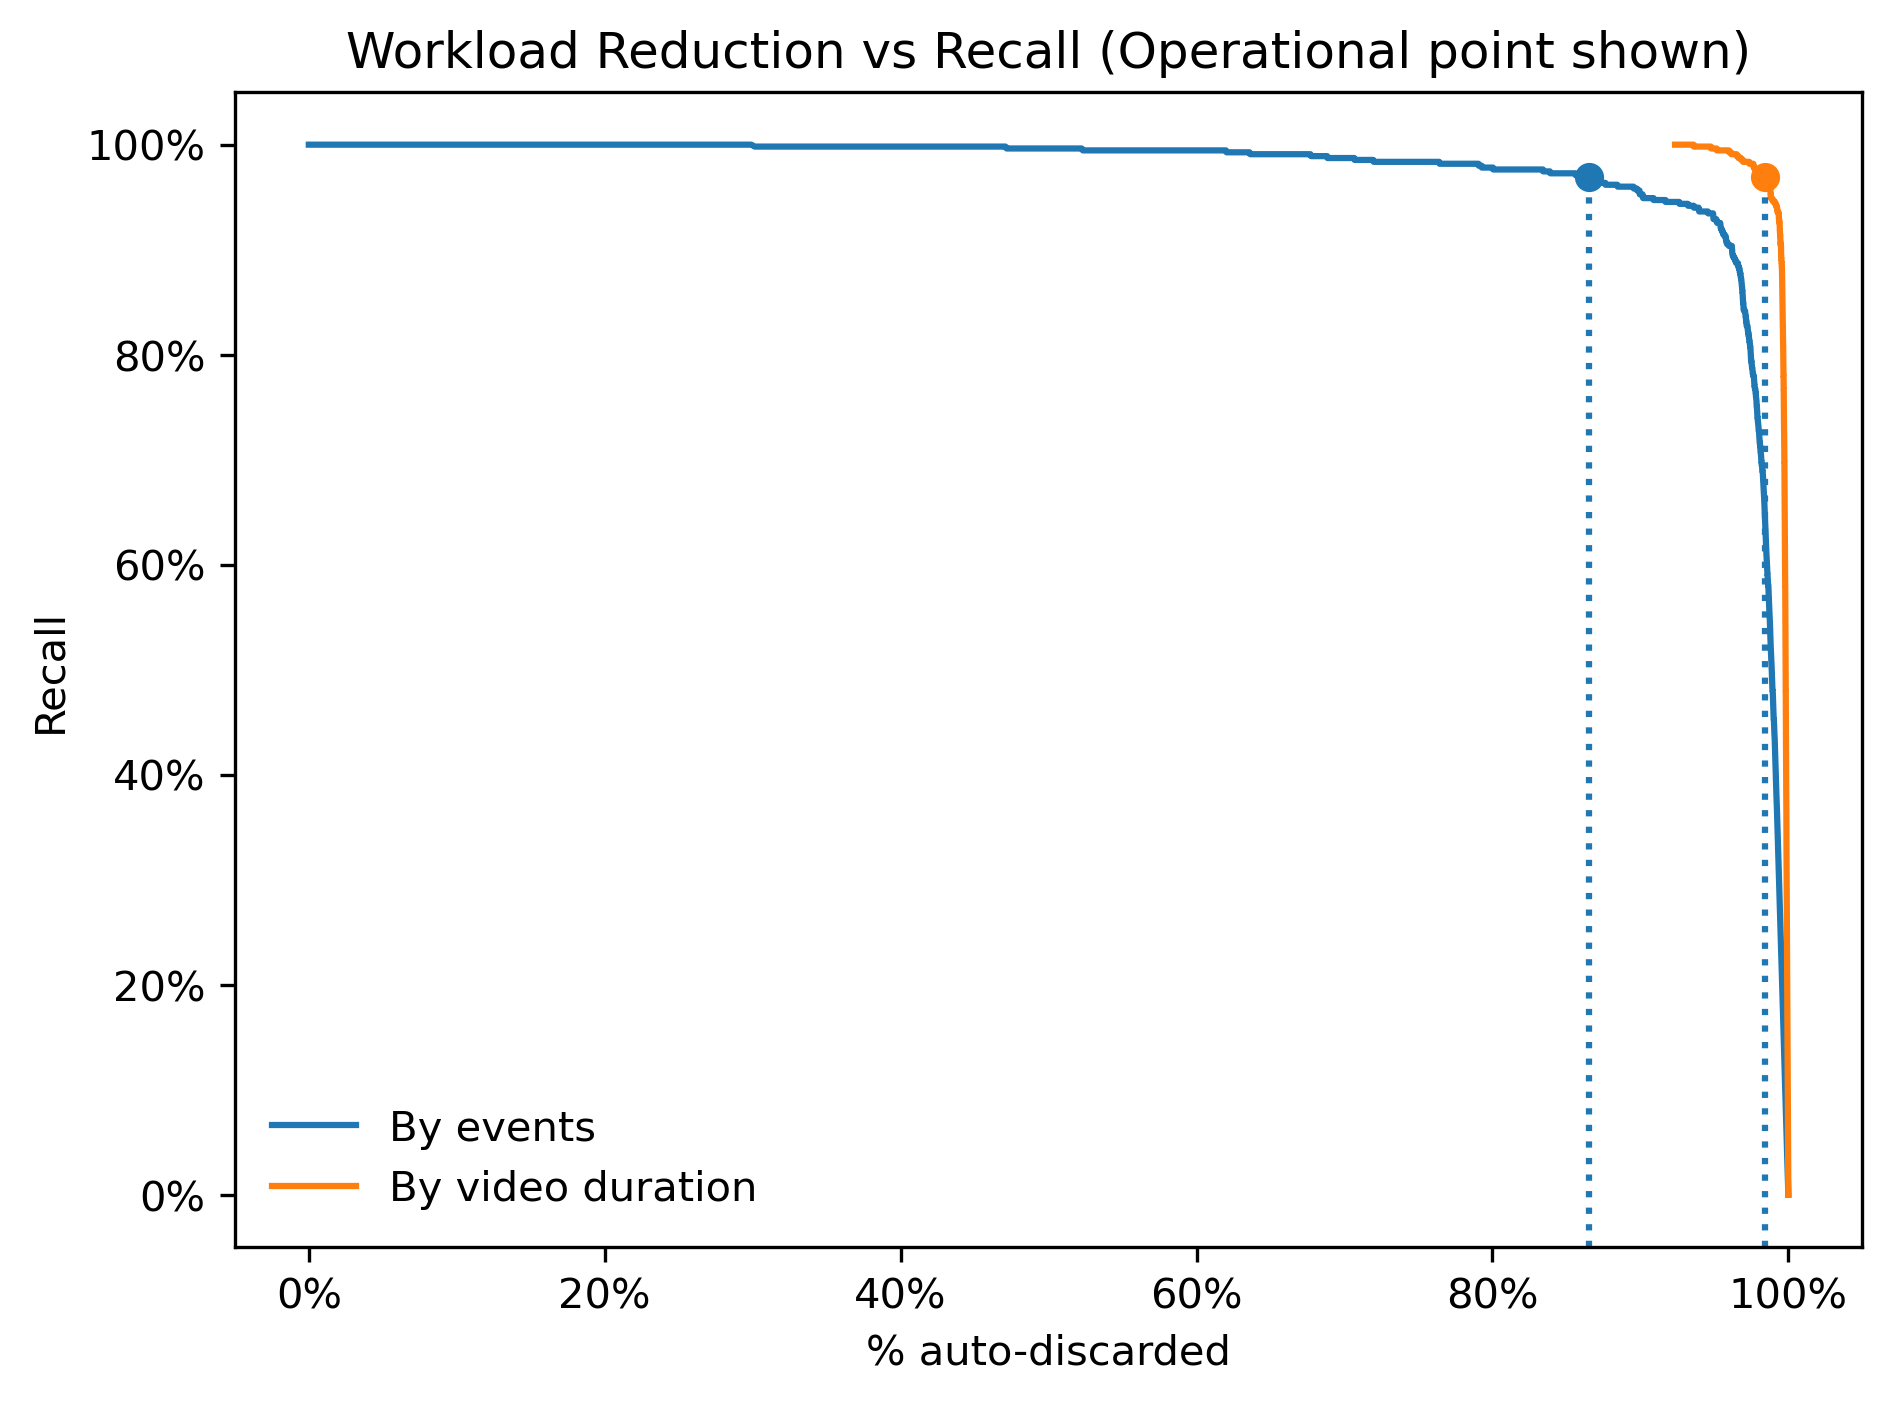 Workload Reduction vs Recall (Operational point shown)
100%
80%
60%
40%
20%
0%
Recall
By events
By video duration
0%
20%
40%
60%
80%
100%
% auto-discarded